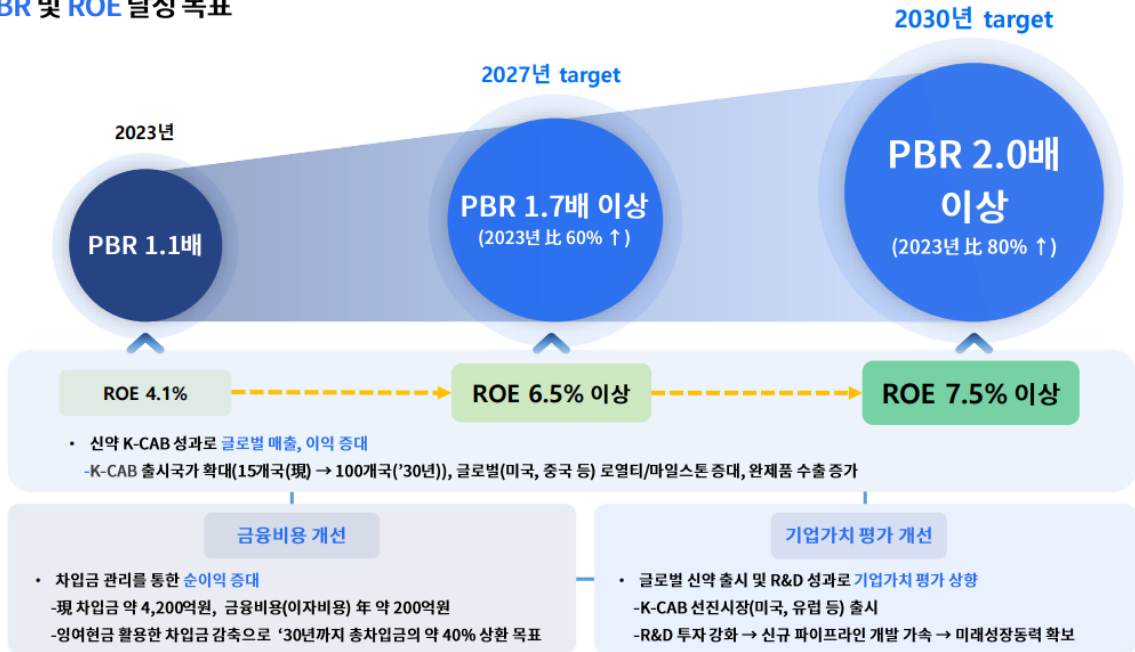 PBR 및 ROE 달성 목표
2023년
2027년 target
2030년 target
PBR 1.1배
PBR 1.7배 이상
(2023년 比 60% ↑)
PBR 2.0배
이상
(2023년 比 80% ↑)
ROE 4.1%
ROE 6.5% 이상
ROE 7.5% 이상
• 신약 K-CAB 성과로 글로벌 매출, 이익 증대
-K-CAB 출시국가 확대(15개국(現) → 100개국('30년)), 글로벌(미국, 중국 등) 로열티/마일스톤 증대, 완제품 수출 증가
금융비용 개선
• 차입금 관리를 통한 순이익 증대
-現 차입금 약 4,200억원, 금융비용(이자비용) 年 약 200억원
-잉여현금 활용한 차입금 감축으로 ‘30년까지 총차입금의 약 40% 상환 목표
기업가치 평가 개선
• 글로벌 신약 출시 및 R&D 성과로 기업가치 평가 상향
-K-CAB 선진시장(미국, 유럽 등) 출시
-R&D 투자 강화 → 신규 파이프라인 개발 가속 → 미래성장동력 확보